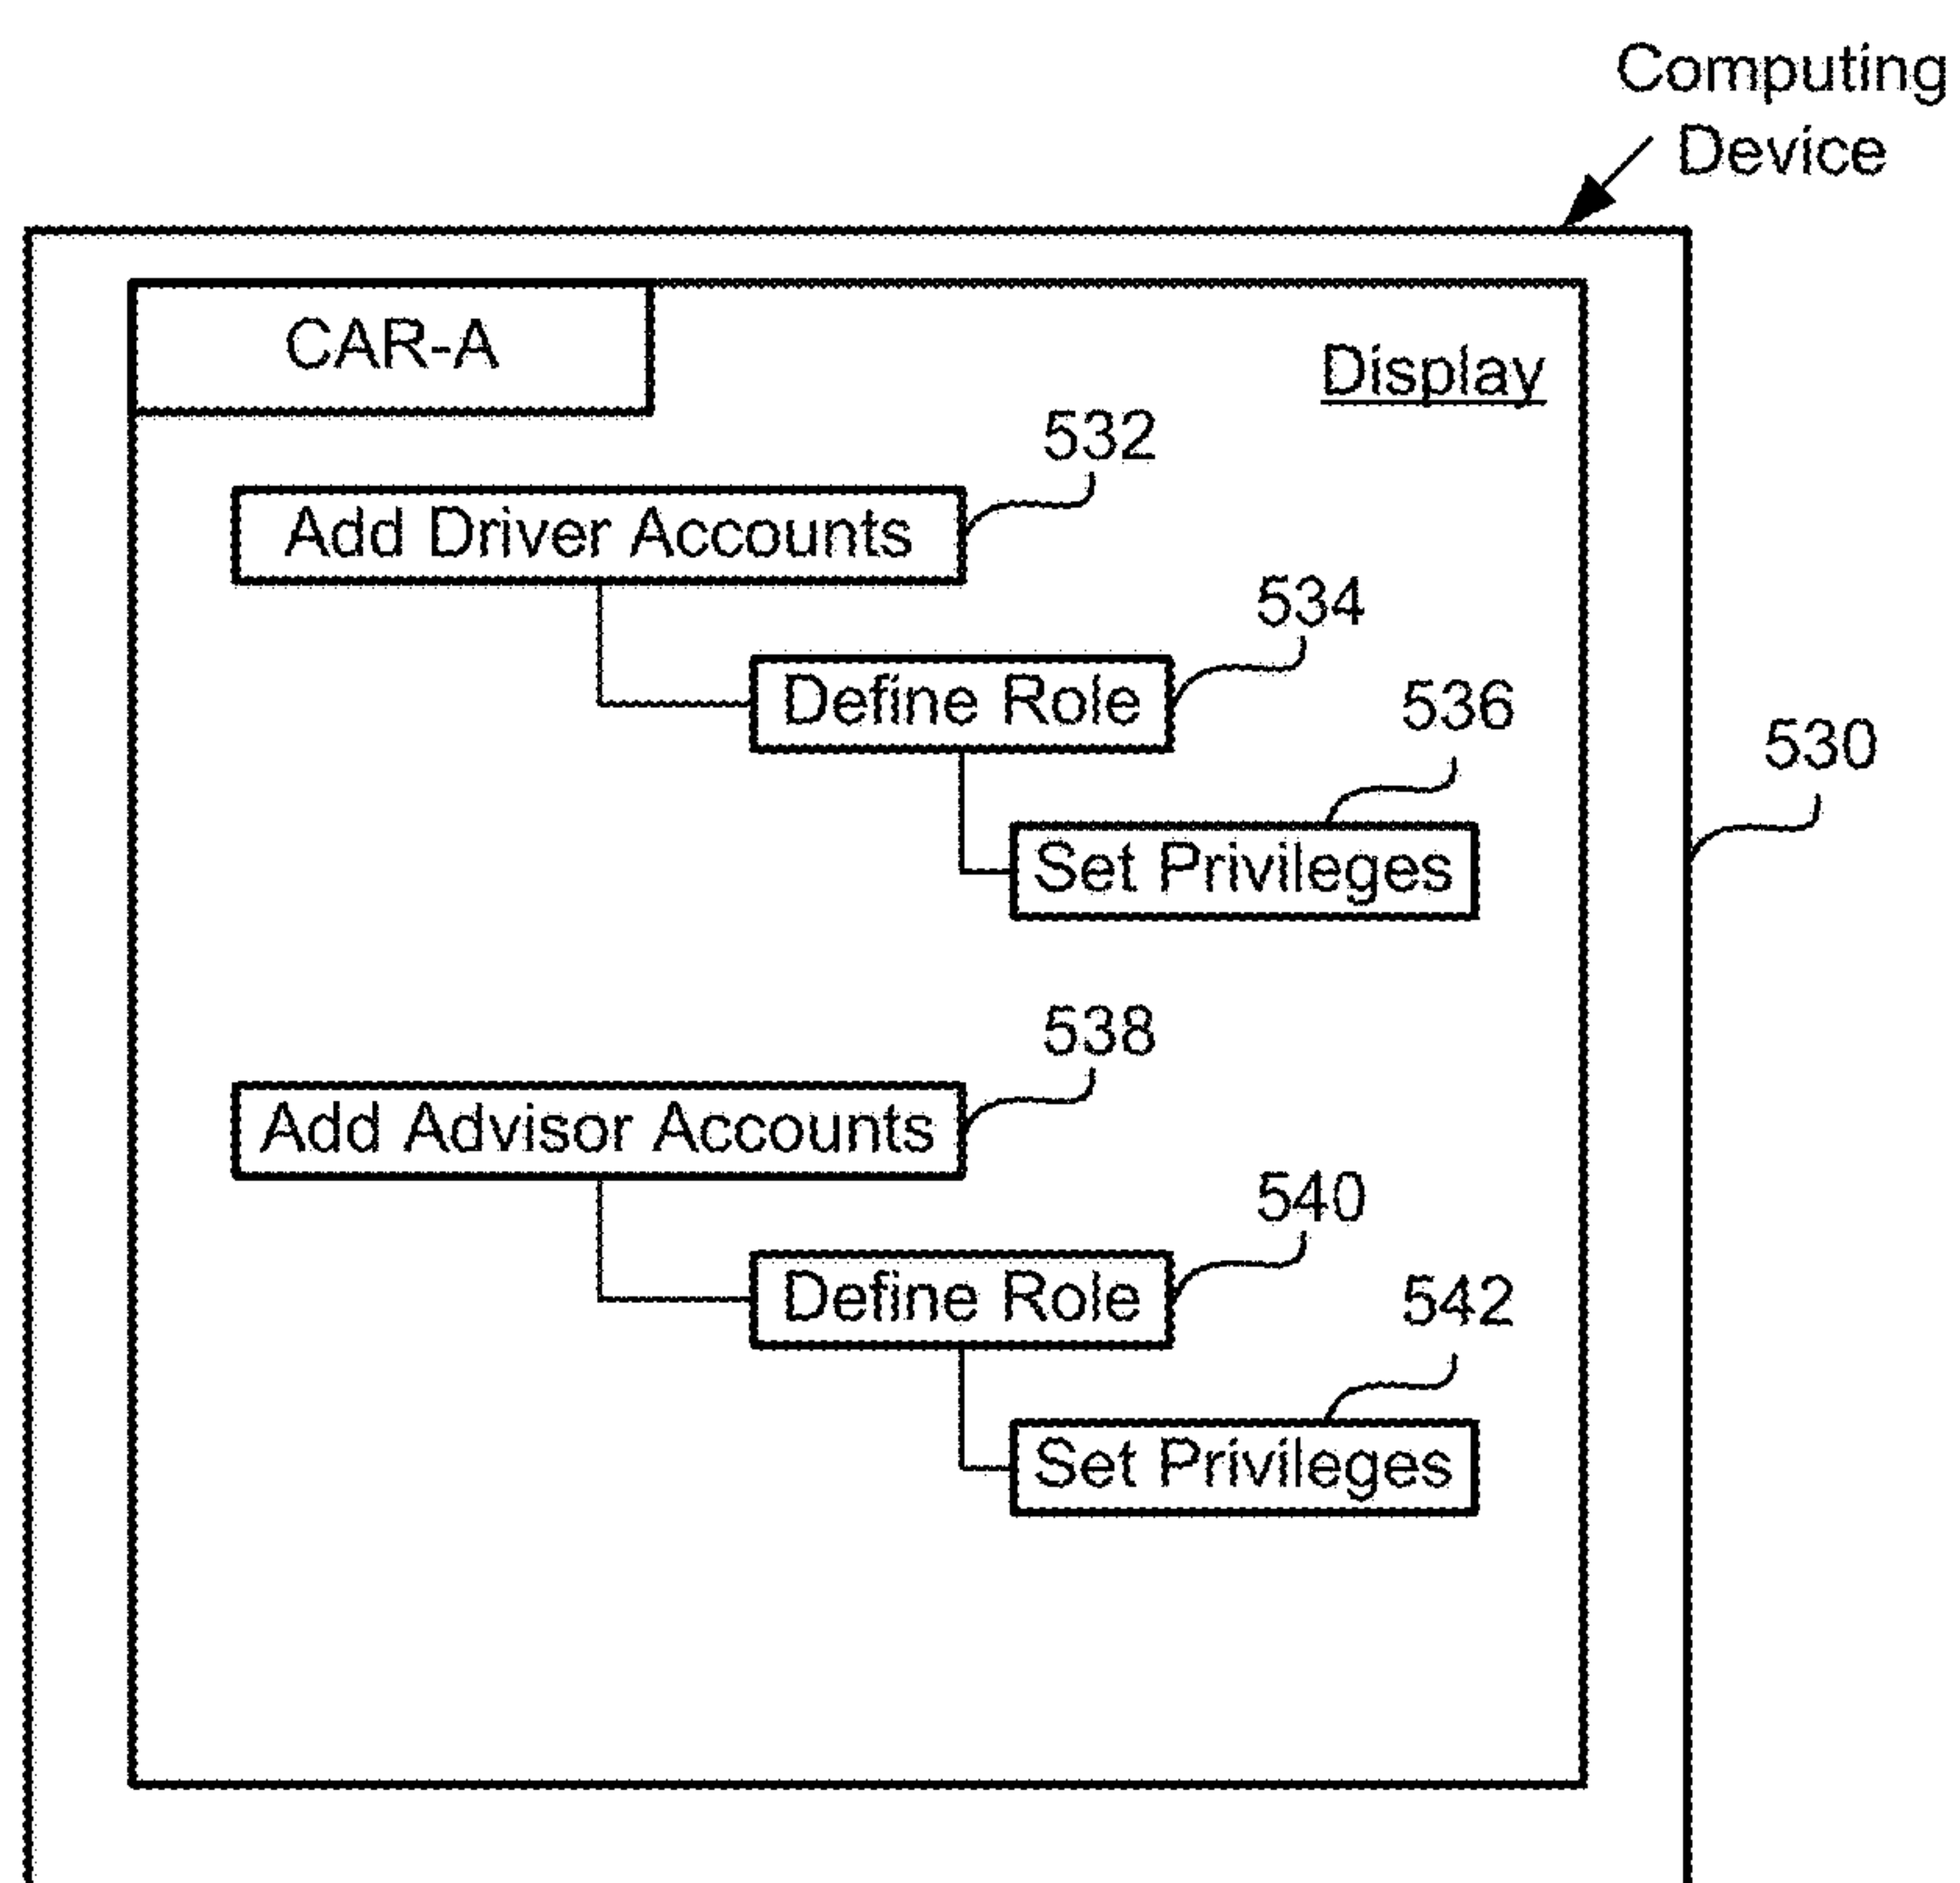 Computing
Device
CAR-A
Display
532
Add Driver Accounts
534
Define Role
536
530
Set Privileges
538
Add Advisor Accounts
540
Define Role
542
Set Privileges